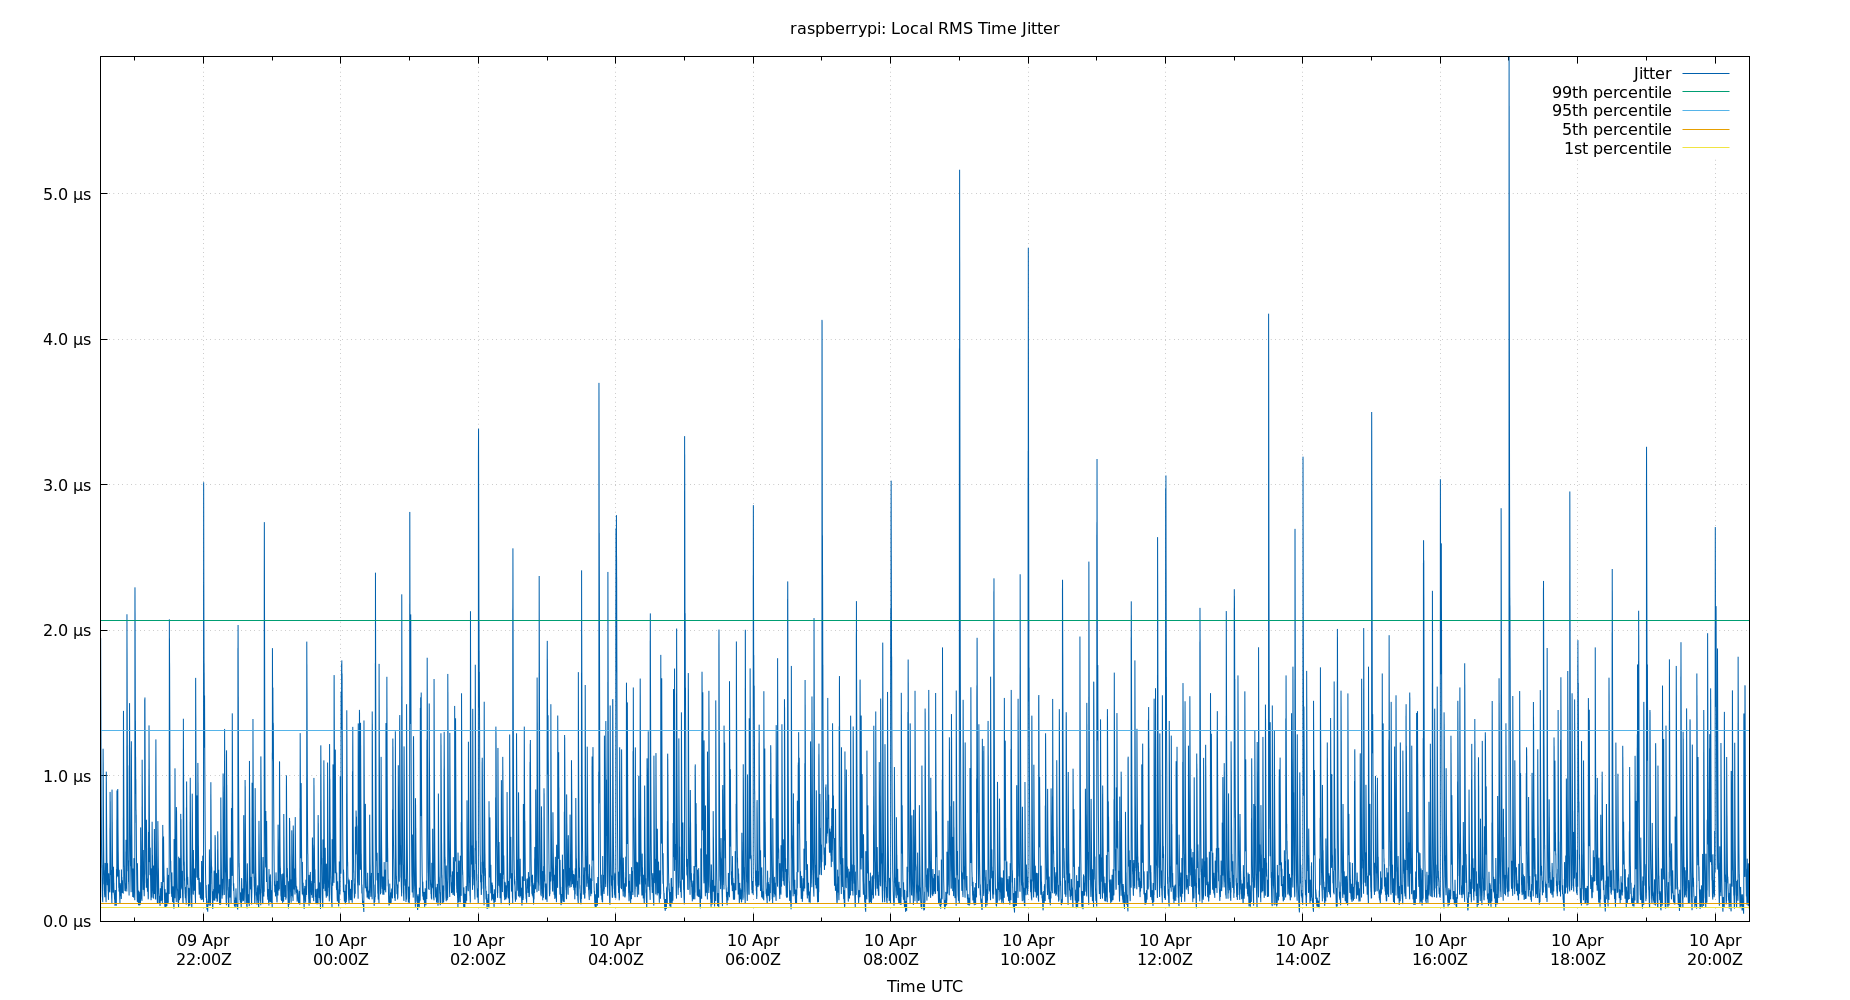 raspberrypi: Local RMS Time Jitter
Jitter
99th percentile
95th percentile
5th percentile
1st percentile
5.0 μs
4.0 μs
3.0 μs
2.0 μs
1.0 μs
0.0 μs
09 Apr 10 Apr 10 Apr 10 Apr 10 Apr 10 Apr 10 Apr 10 Apr 10 Apr 10 Apr 10 Apr 10 Apr
22:00Z 00:00Z 02:00Z 04:00Z 06:00Z 08:00Z 10:00Z 12:00Z 14:00Z 16:00Z 18:00Z 20:00Z
Time UTC